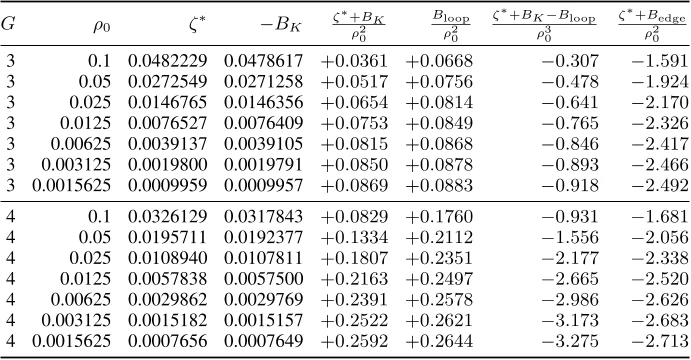 G ρ₀ ζ* −B_K (ζ*+B_K)/ρ₀² B_loop/ρ₀² (ζ*+B_K−B_loop)/ρ₀³ (ζ*+B_edge)/ρ₀²
3 0.1 0.0482229 0.0478617 +0.0361 +0.0668 −0.307 −1.591
3 0.05 0.0272549 0.0271258 +0.0517 +0.0756 −0.478 −1.924
3 0.025 0.0146765 0.0146356 +0.0654 +0.0814 −0.641 −2.170
3 0.0125 0.0076527 0.0076409 +0.0753 +0.0849 −0.765 −2.326
3 0.00625 0.0039137 0.0039105 +0.0815 +0.0868 −0.846 −2.417
3 0.003125 0.0019800 0.0019791 +0.0850 +0.0878 −0.893 −2.466
3 0.0015625 0.0009959 0.0009957 +0.0869 +0.0883 −0.918 −2.492
4 0.1 0.0326129 0.0317843 +0.0829 +0.1760 −0.931 −1.681
4 0.05 0.0195711 0.0192377 +0.1334 +0.2112 −1.556 −2.056
4 0.025 0.0108940 0.0107811 +0.1807 +0.2351 −2.177 −2.338
4 0.0125 0.0057838 0.0057500 +0.2163 +0.2497 −2.665 −2.520
4 0.00625 0.0029862 0.0029769 +0.2391 +0.2578 −2.986 −2.626
4 0.003125 0.0015182 0.0015157 +0.2522 +0.2621 −3.173 −2.683
4 0.0015625 0.0007656 0.0007649 +0.2592 +0.2644 −3.275 −2.713